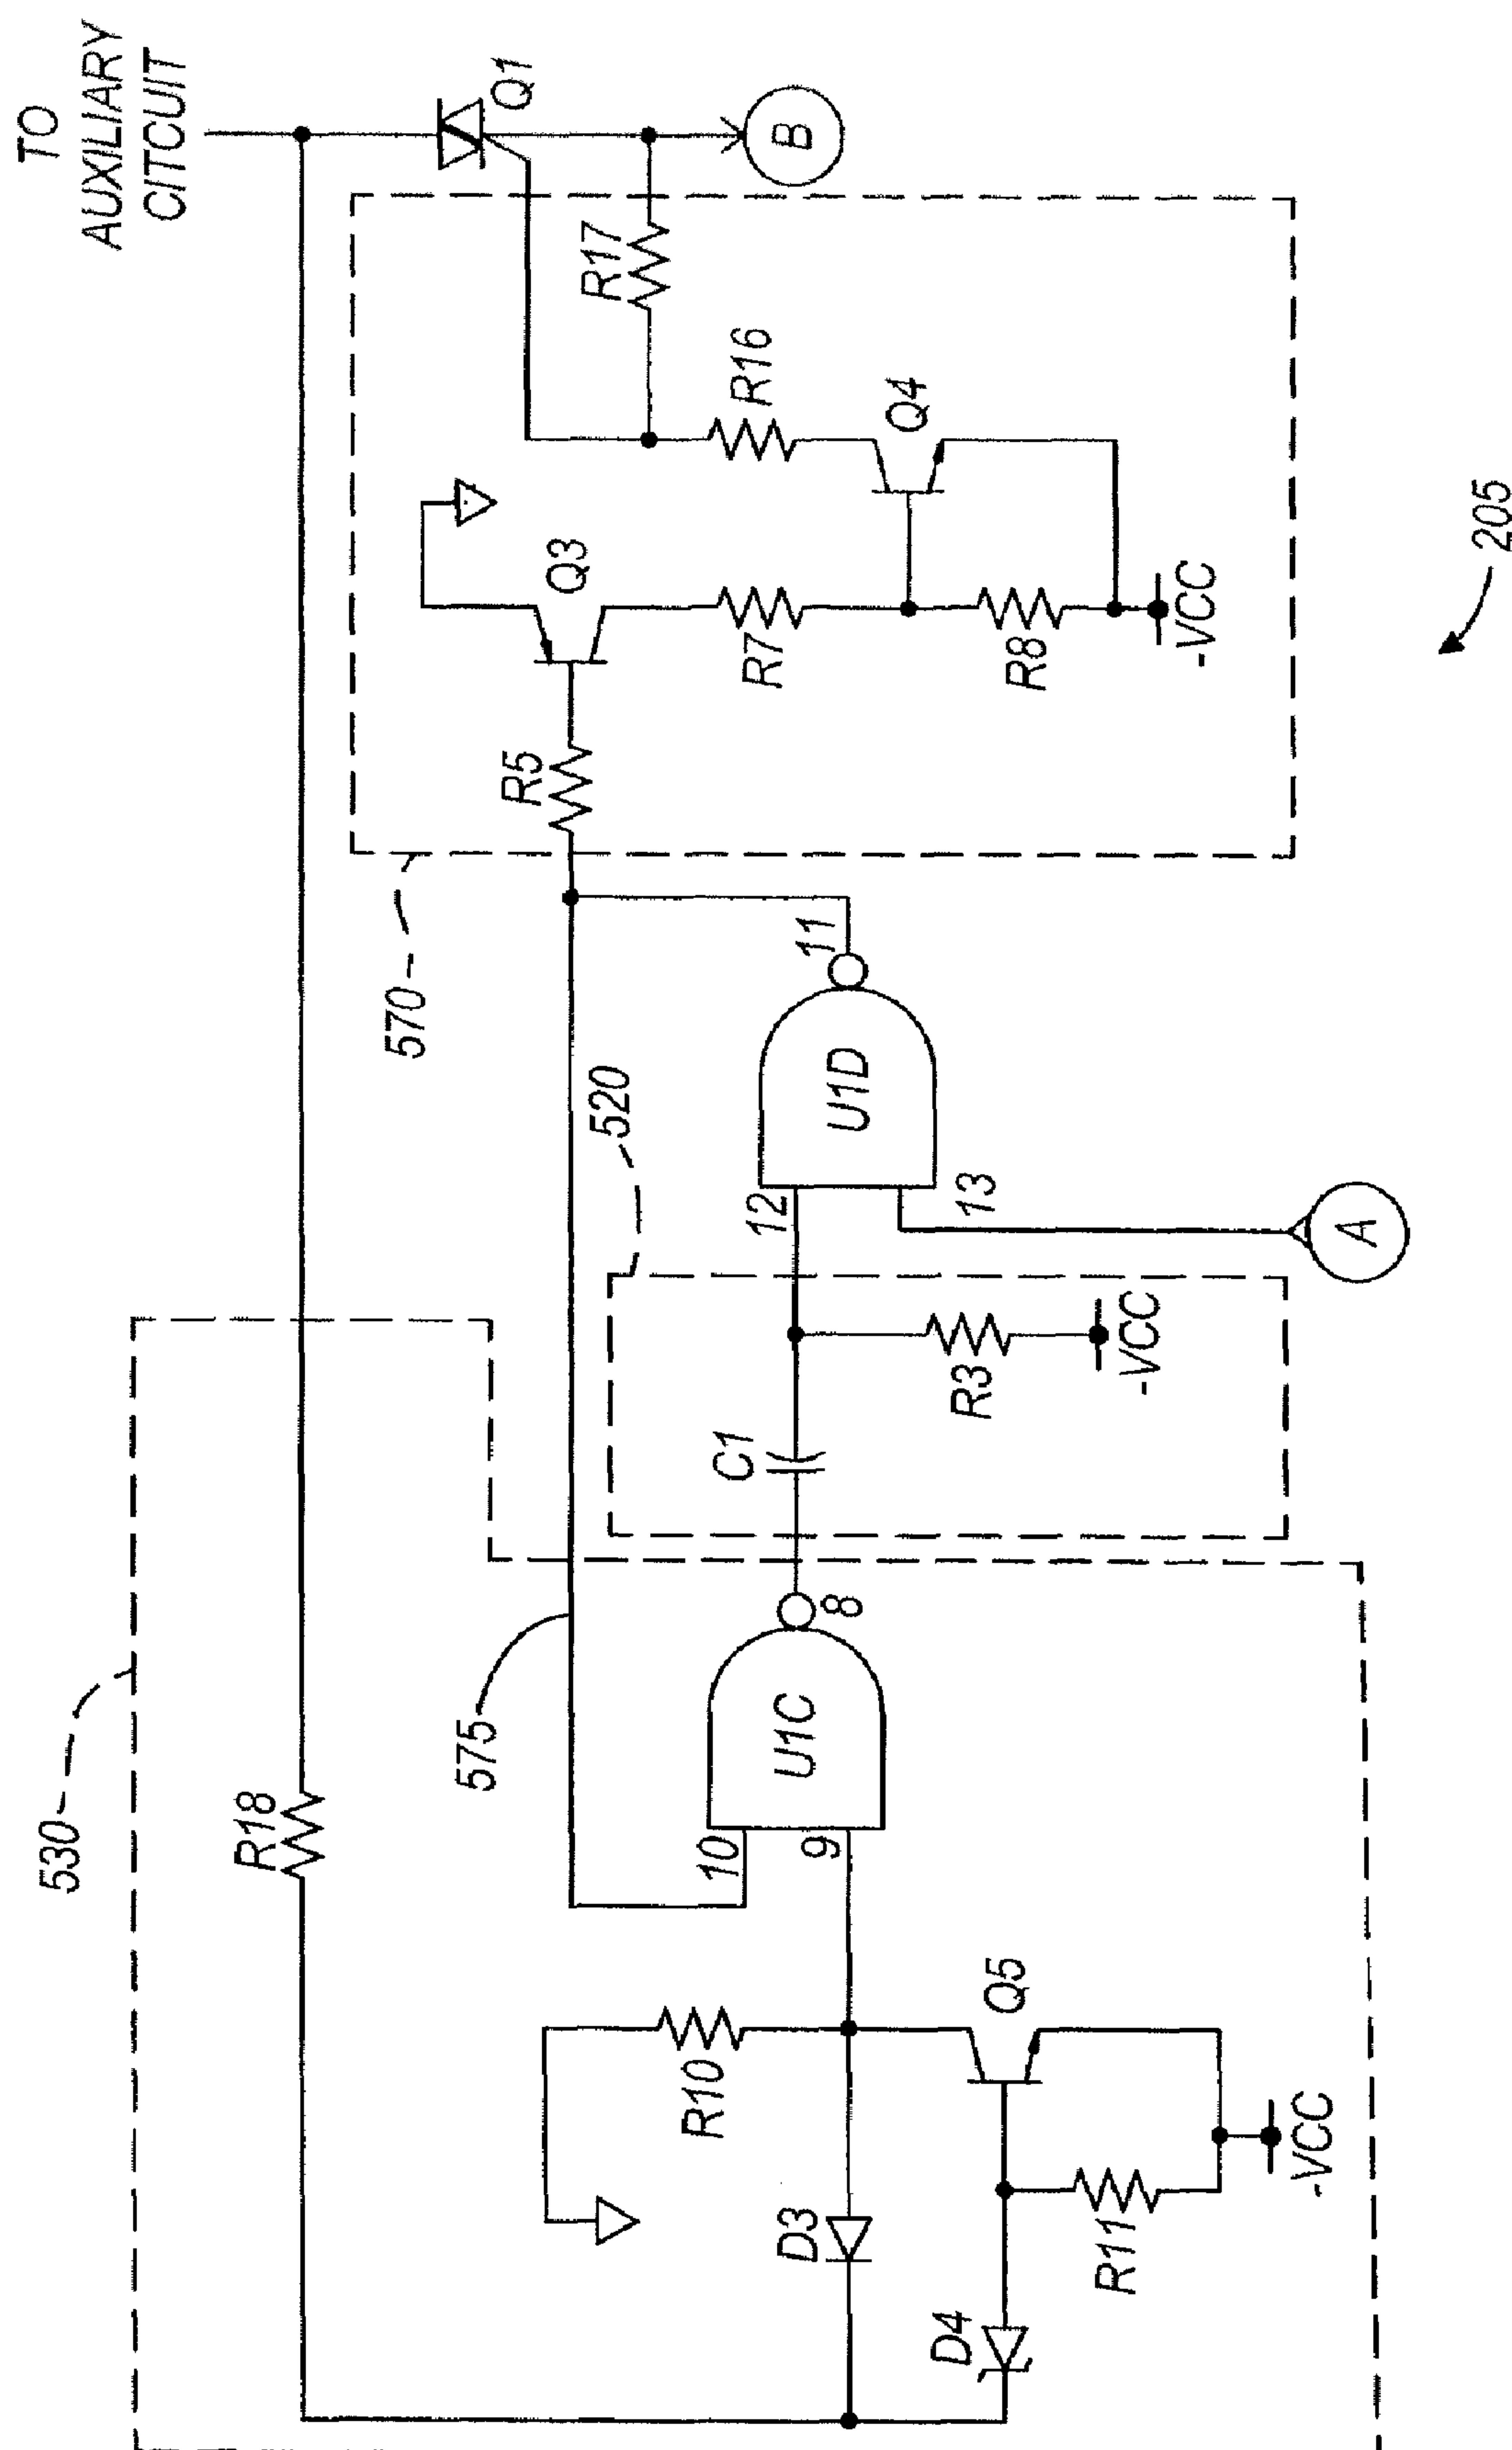 TO
AUXILIARY
CITCUIT
Q1
B
R17
R16
Q4
Q3
R7
R8
-VCC
R5
570
205
11
U1D
520
12
13
A
C1
R3
-VCC
530
R18
575
8
U1C
10
9
R10
Q5
D3
D4
R11
-VCC